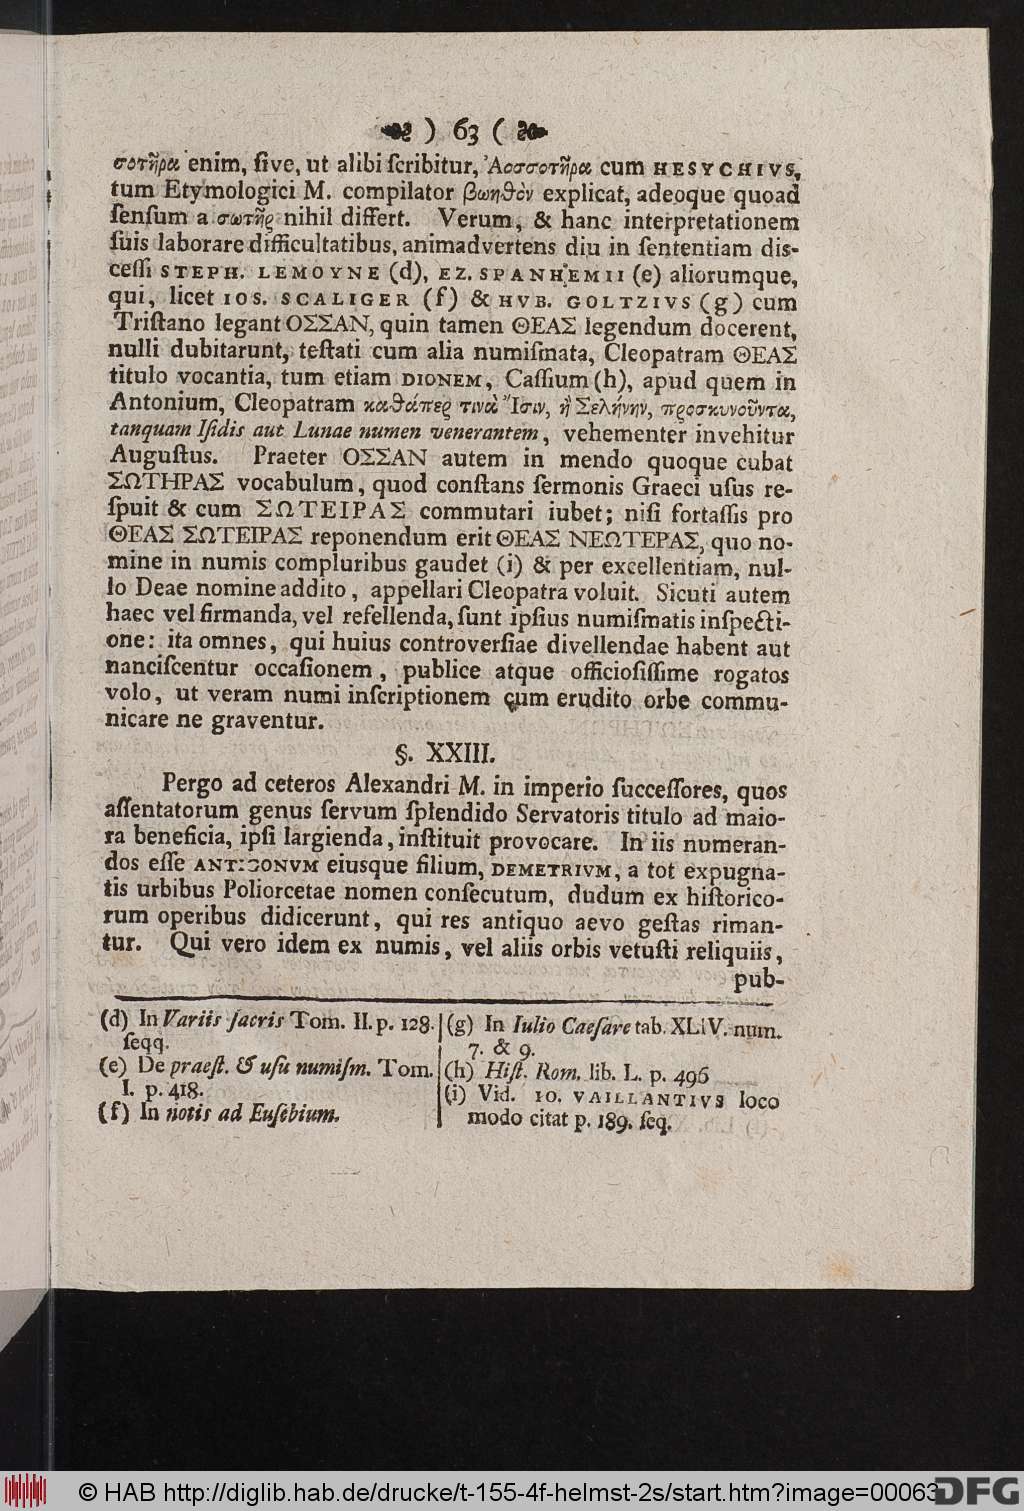 ) 63 (
σοτῆρα enim, ſive, ut alibi ſcribitur, Ἀοσσοτῆρα cum HESYCHIVS,
tum Etymologici M. compilator βωηθὸν explicat, adeoque quoad
ſenſum a σωτῆρ nihil differt. Verum, & hanc interpretationem
ſuis laborare difficultatibus, animadvertens diu in ſententiam dis-
ceſſi STEPH. LEMOYNE (d), EZ. SPANHEMII (e) aliorumque,
qui, licet IOS. SCALIGER (f) & HVB. GOLTZIVS (g) cum
Triſtano legant ΟΣΣΑΝ, quin tamen ΘΕΑΣ legendum docerent,
nulli dubitarunt, teſtati cum alia numiſmata, Cleopatram ΘΕΑΣ
titulo vocantia, tum etiam DIONEM, Caſſium (h), apud quem in
Antonium, Cleopatram καθάπερ τινὰ Ἴσιν, ἢ Σελήνην, προσκυνοῦντα,
tanquam Iſidis aut Lunae numen venerantem, vehementer invehitur
Auguſtus. Praeter ΟΣΣΑΝ autem in mendo quoque cubat
ΣΩΤΗΡΑΣ vocabulum, quod conſtans ſermonis Graeci uſus re-
ſpuit & cum ΣΩΤΕΙΡΑΣ commutari iubet; niſi fortaſſis pro
ΘΕΑΣ ΣΩΤΕΙΡΑΣ reponendum erit ΘΕΑΣ ΝΕΩΤΕΡΑΣ, quo no-
mine in numis compluribus gaudet (i) & per excellentiam, nul-
lo Deae nomine addito, appellari Cleopatra voluit. Sicuti autem
haec vel firmanda, vel refellenda, ſunt ipſius numiſmatis inſpecti-
one: ita omnes, qui huius controverſiae divellendae habent aut
nanciſcentur occaſionem, publice atque officioſiſſime rogatos
volo, ut veram numi inſcriptionem cum erudito orbe commu-
nicare ne graventur.
§. XXIII.
Pergo ad ceteros Alexandri M. in imperio ſucceſſores, quos
aſſentatorum genus ſervum ſplendido Servatoris titulo ad maio-
ra beneficia, ipſi largienda, inſtituit provocare. In iis numeran-
dos eſſe ANTIGONVM eiusque filium, DEMETRIVM, a tot expugna-
tis urbibus Poliorcetae nomen conſecutum, dudum ex hiſtorico-
rum operibus didicerunt, qui res antiquo aevo geſtas riman-
tur. Qui vero idem ex numis, vel aliis orbis vetuſti reliquiis,
pub-
(d) In Variis ſacris Tom. II. p. 128.
ſeqq.
(e) De praeſt. & uſu numiſm. Tom.
I. p. 418.
(f) In notis ad Euſebium.
(g) In Iulio Caeſare tab. XLIV. num.
7. & 9.
(h) Hiſt. Rom. lib. L. p. 496
(i) Vid. IO. VAILLANTIVS loco
modo citat p. 189. ſeq.
© HAB http://diglib.hab.de/drucke/t-155-4f-helmst-2s/start.htm?image=00063
DFG